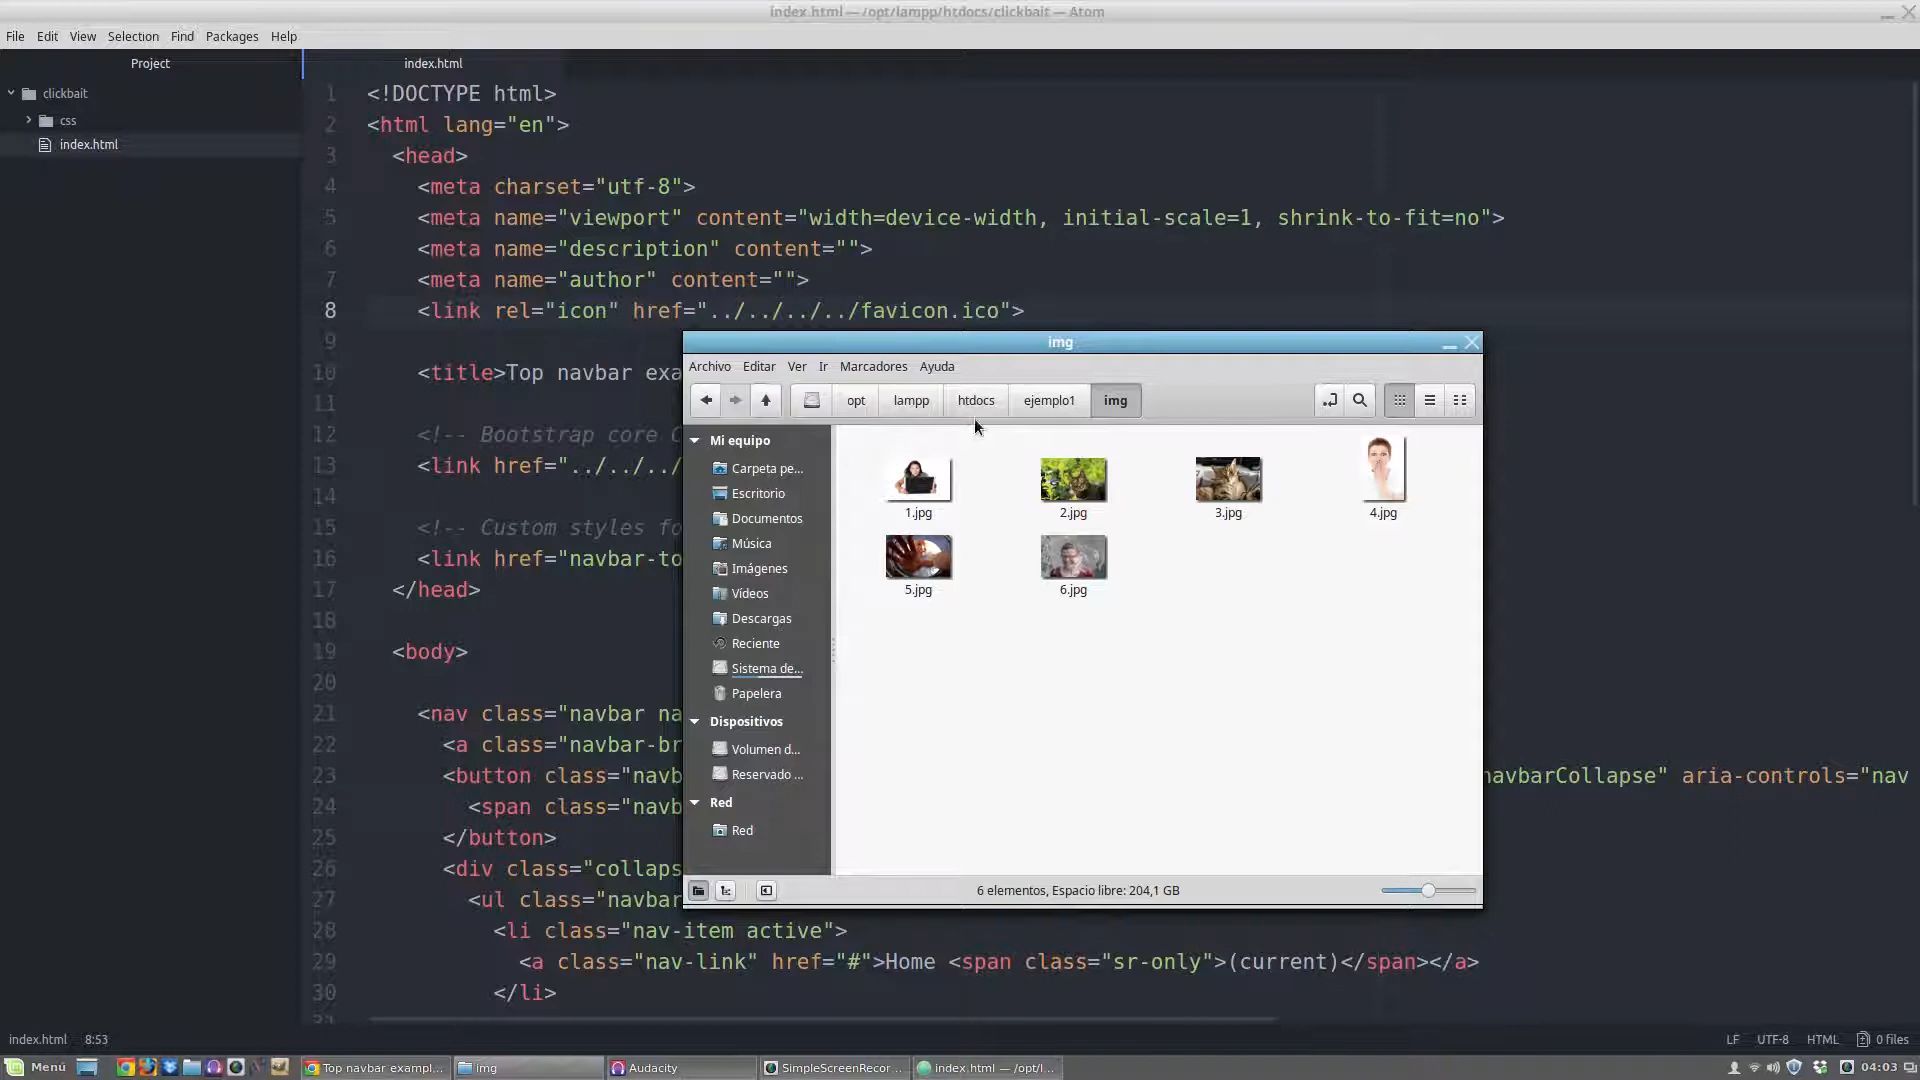 index.html — /opt/lampp/htdocs/clickbait — Atom
File Edit View Selection Find Packages Help
Project
index.html
clickbait
css
index.html
1 <!DOCTYPE html>
2 <html lang="en">
3 <head>
4 <meta charset="utf-8">
5 <meta name="viewport" content="width=device-width, initial-scale=1, shrink-to-fit=no">
6 <meta name="description" content="">
7 <meta name="author" content="">
8 <link rel="icon" href="../../../../favicon.ico">
9
10 <title>Top navbar exa
11
12 <!-- Bootstrap core C
13 <link href="../../../
14
15 <!-- Custom styles fo
16 <link href="navbar-to
17 </head>
18
19 <body>
20
21 <nav class="navbar na
22 <a class="navbar-br
23 <button class="navb
navbarCollapse" aria-controls="nav
24 <span class="navb
25 </button>
26 <div class="collaps
27 <ul class="navbar
28 <li class="nav-item active">
29 <a class="nav-link" href="#">Home <span class="sr-only">(current)</span></a>
30 </li>
31
img
Archivo Editar Ver Ir Marcadores Ayuda
opt lampp htdocs ejemplo1 img
Mi equipo
Carpeta pe...
Escritorio
Documentos
Música
Imágenes
Vídeos
Descargas
Reciente
Sistema de...
Papelera
Dispositivos
Volumen d...
Reservado ...
Red
Red
1.jpg 2.jpg 3.jpg 4.jpg
5.jpg 6.jpg
6 elementos, Espacio libre: 204,1 GB
index.html 8:53
LF UTF-8 HTML 0 files
Menú Top navbar exampl... img Audacity SimpleScreenRecor... index.html — /opt/l... 04:03